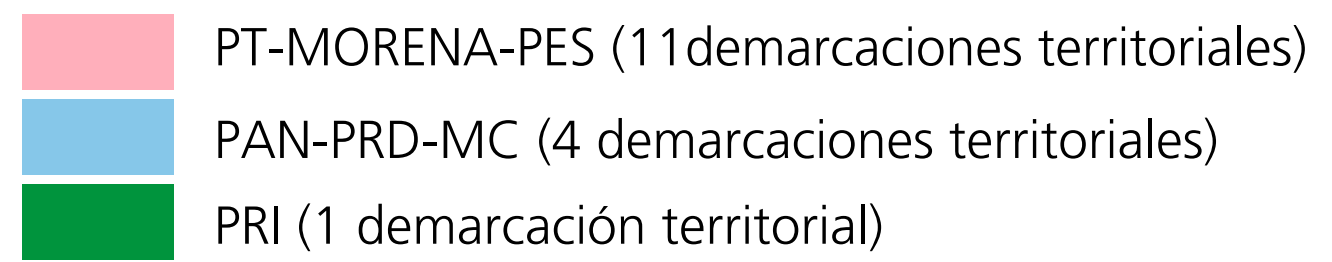 PT-MORENA-PES (11demarcaciones territoriales)
PAN-PRD-MC (4 demarcaciones territoriales)
PRI (1 demarcación territorial)